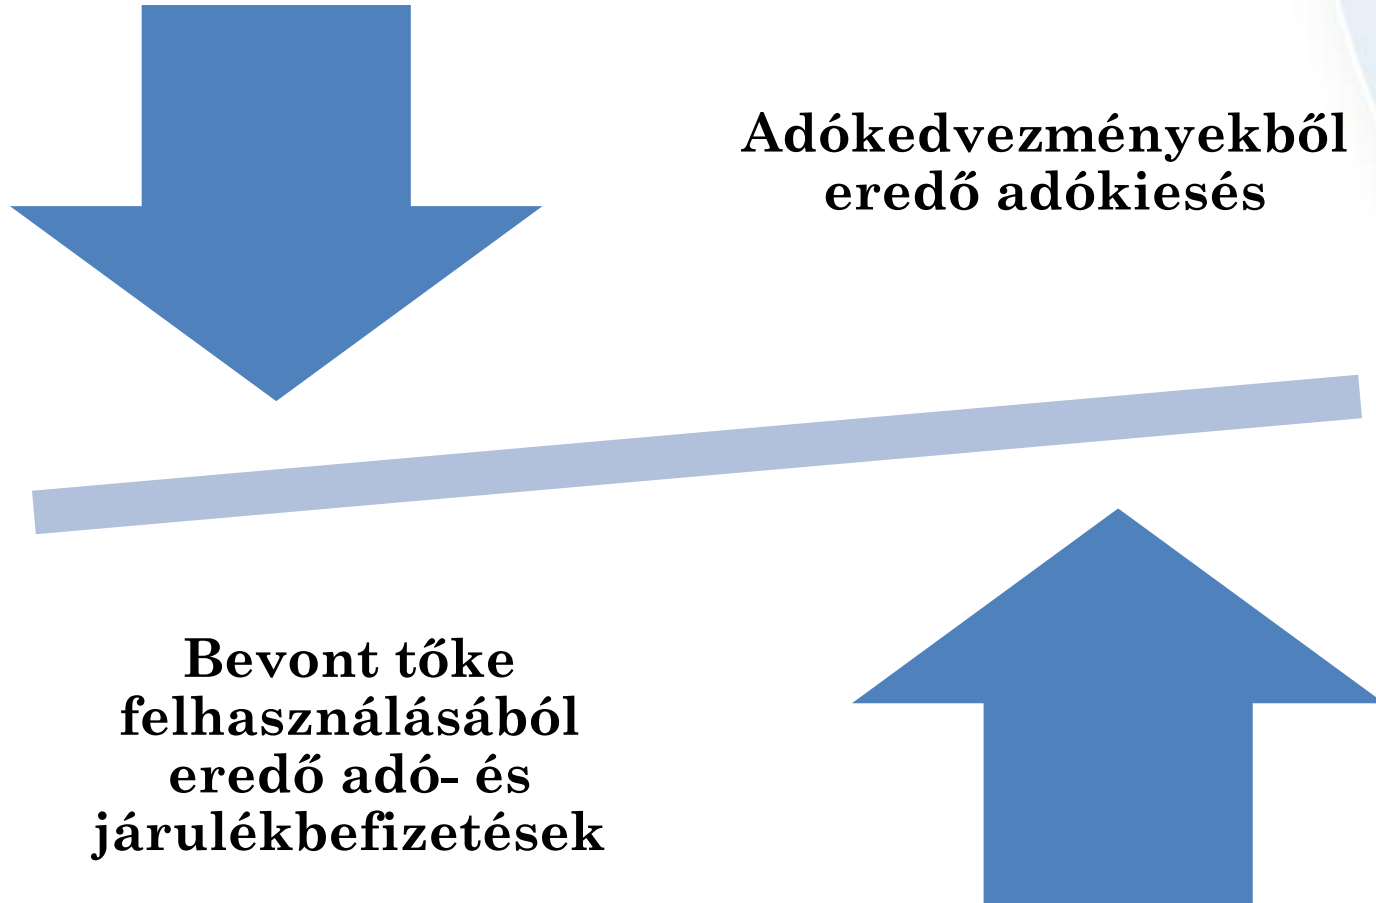 Adókedvezményekből
eredő adókiesés
Bevont tőke
felhasználásából
eredő adó- és
járulékbefizetések